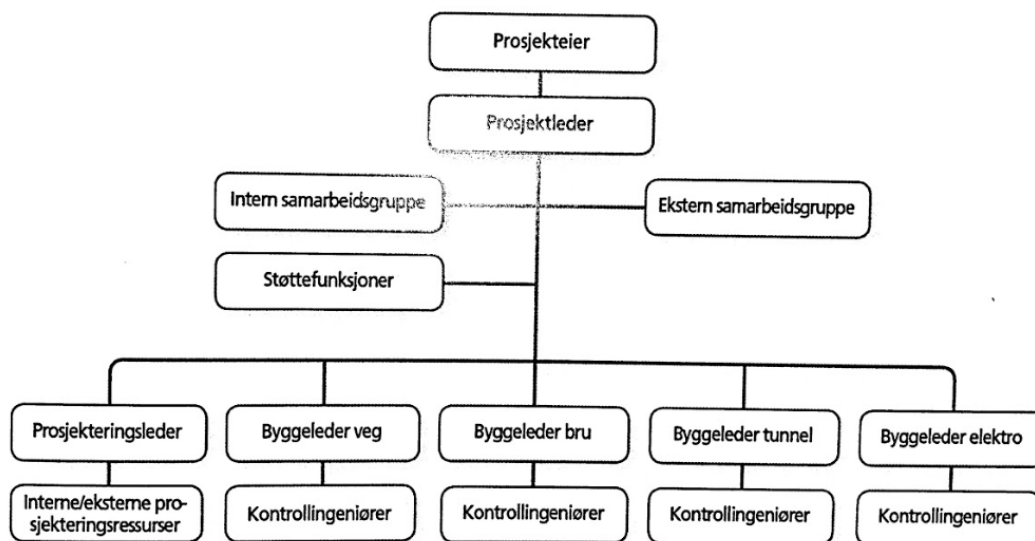 Prosjekteier
Prosjektleder
Intern samarbeidsgruppe
Ekstern samarbeidsgruppe
Støttefunksjoner
Prosjekteringsleder
Byggeleder veg
Byggeleder bru
Byggeleder tunnel
Byggeleder elektro
Interne/eksterne pro-
sjekteringsressurser
Kontrollingeniører
Kontrollingeniører
Kontrollingeniører
Kontrollingeniører